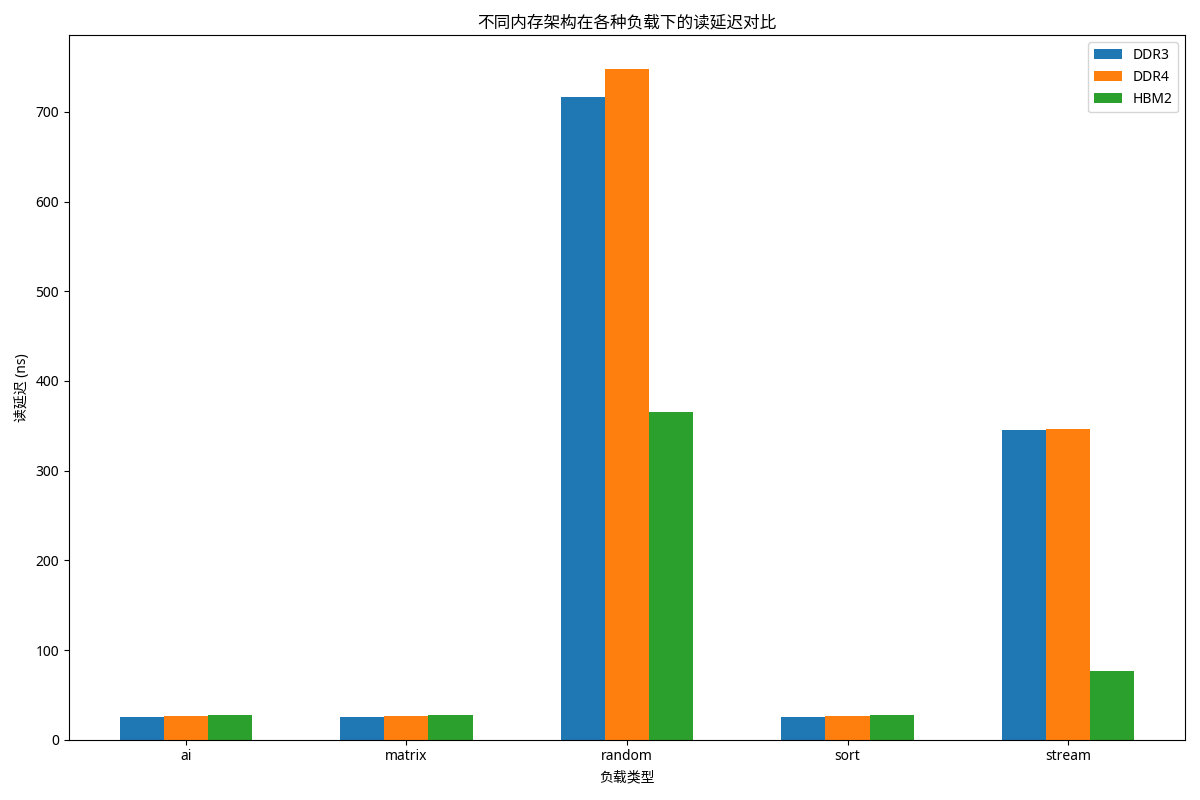 不同内存架构在各种负载下的读延迟对比
DDR3
DDR4
HBM2
读延迟 (ns)
700
600
500
400
300
200
100
0
ai
matrix
random
sort
stream
负载类型